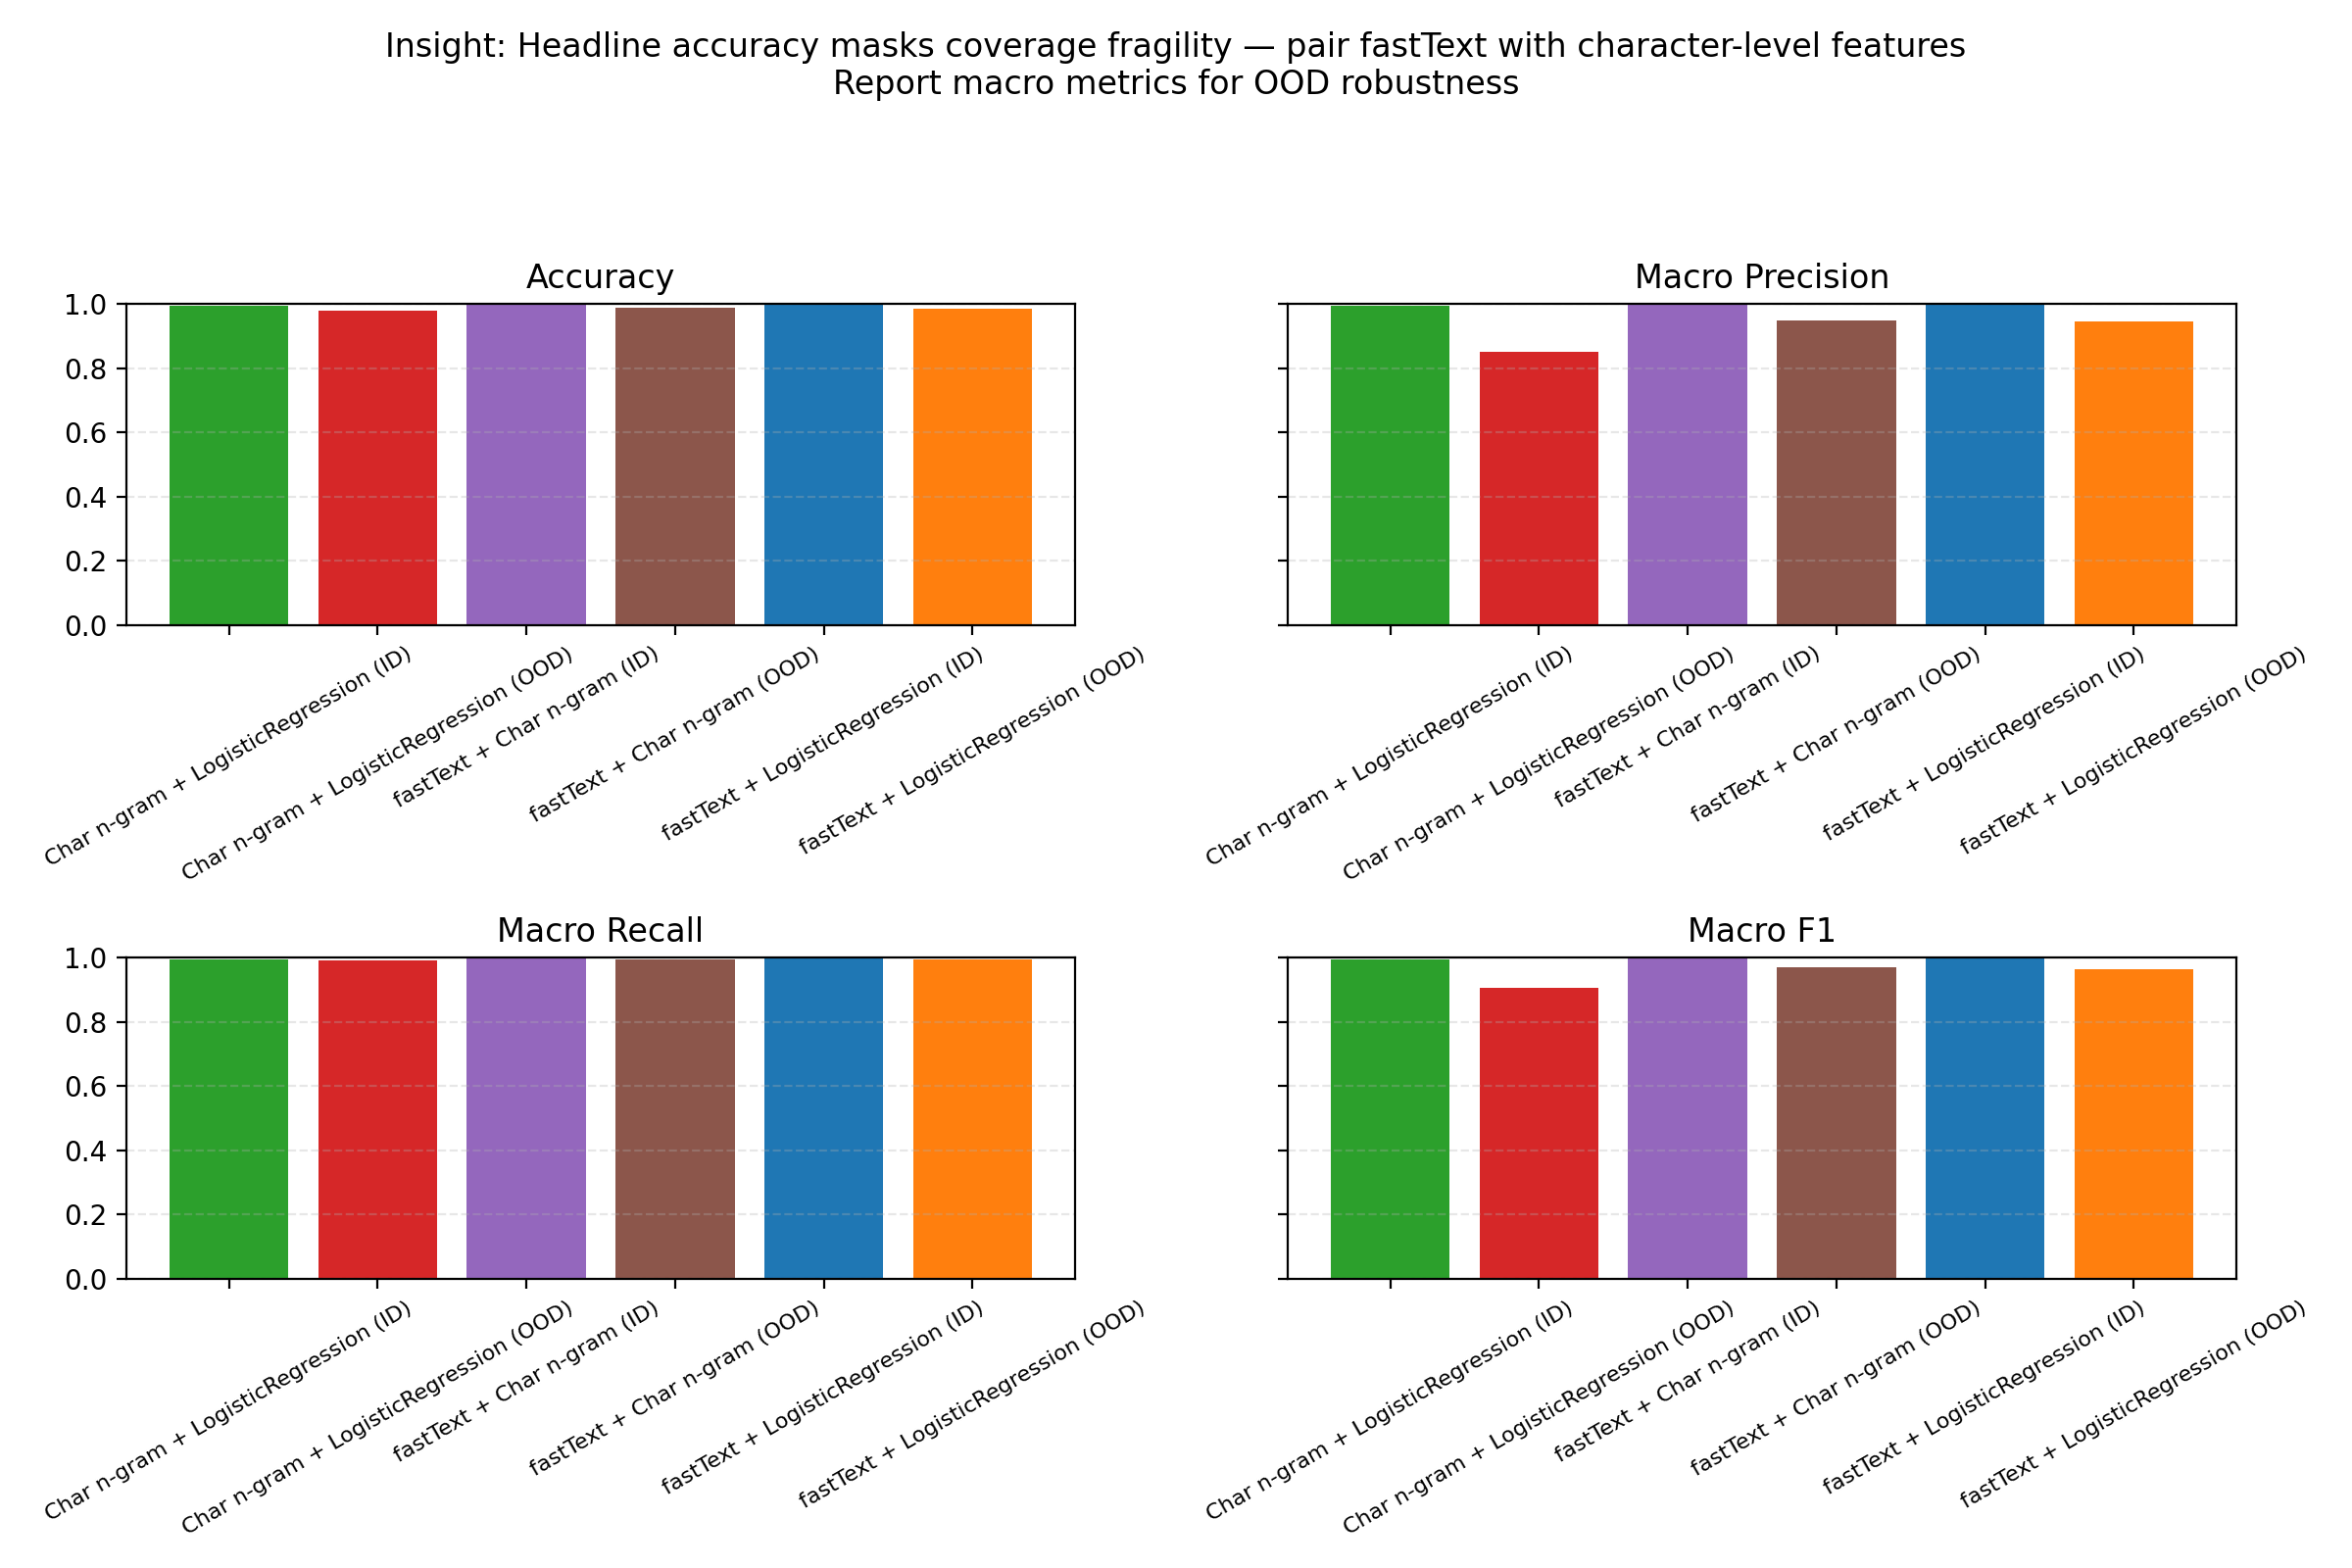 Insight: Headline accuracy masks coverage fragility — pair fastText with character-level features
Report macro metrics for OOD robustness
Accuracy
1.0
0.8
0.6
0.4
0.2
0.0
Char n-gram + LogisticRegression (ID)
Char n-gram + LogisticRegression (OOD)
fastText + Char n-gram (ID)
fastText + Char n-gram (OOD)
fastText + LogisticRegression (ID)
fastText + LogisticRegression (OOD)
Macro Precision
Char n-gram + LogisticRegression (ID)
Char n-gram + LogisticRegression (OOD)
fastText + Char n-gram (ID)
fastText + Char n-gram (OOD)
fastText + LogisticRegression (ID)
fastText + LogisticRegression (OOD)
Macro Recall
1.0
0.8
0.6
0.4
0.2
0.0
Char n-gram + LogisticRegression (ID)
Char n-gram + LogisticRegression (OOD)
fastText + Char n-gram (ID)
fastText + Char n-gram (OOD)
fastText + LogisticRegression (ID)
fastText + LogisticRegression (OOD)
Macro F1
Char n-gram + LogisticRegression (ID)
Char n-gram + LogisticRegression (OOD)
fastText + Char n-gram (ID)
fastText + Char n-gram (OOD)
fastText + LogisticRegression (ID)
fastText + LogisticRegression (OOD)